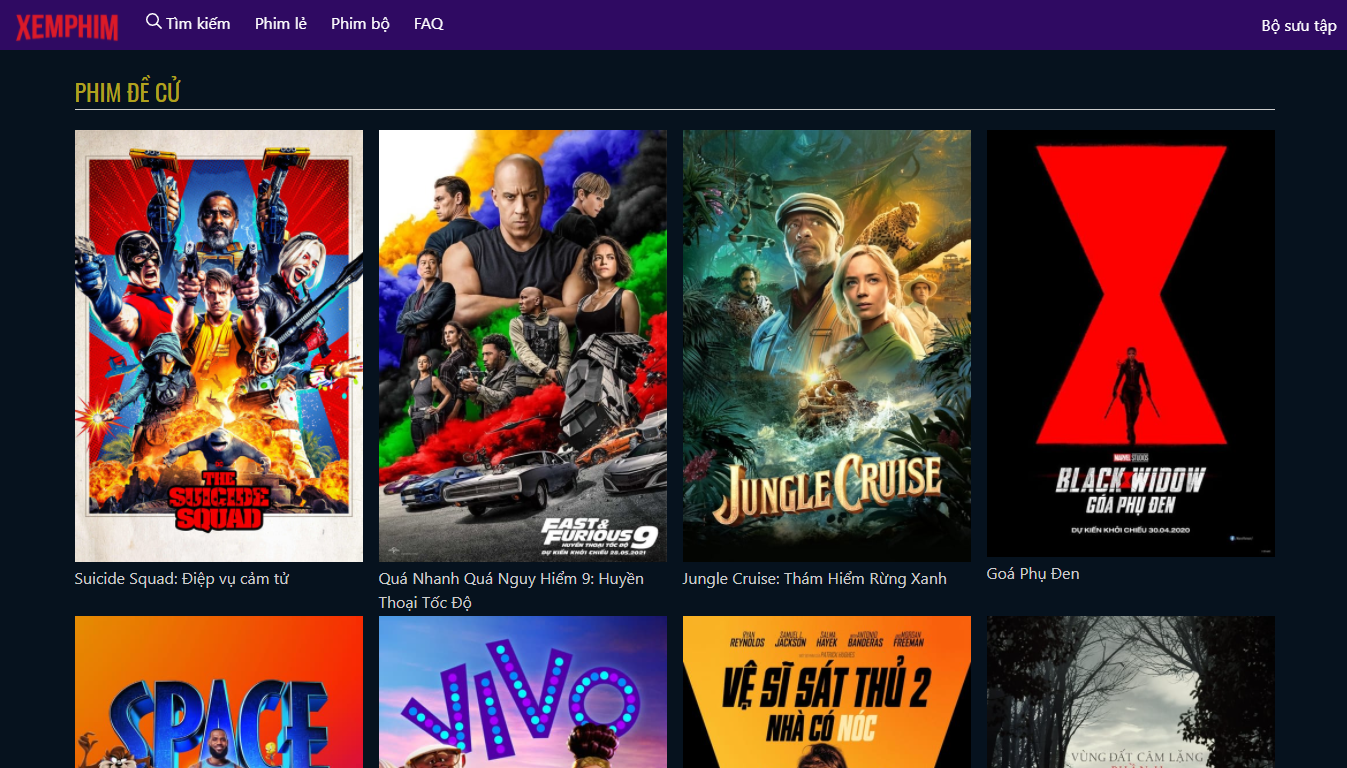 XEMPHIM
Tìm kiếm Phim lẻ Phim bộ FAQ
Bộ sưu tập
PHIM ĐỀ CỬ
THE
SUICIDE
SQUAD
FAST &
FURIOUS 9
HUYỀN THOẠI TỐC ĐỘ
DỰ KIẾN KHỞI CHIẾU 28.05.2021
JUNGLE CRUISE
MARVEL STUDIOS
BLACK WIDOW
GÓA PHỤ ĐEN
DỰ KIẾN KHỞI CHIẾU 30.04.2020
Suicide Squad: Điệp vụ cảm tử
Quá Nhanh Quá Nguy Hiểm 9: Huyền
Thoại Tốc Độ
Jungle Cruise: Thám Hiểm Rừng Xanh
Goá Phụ Đen
SPACE
VIVO
RYAN REYNOLDS SAMUEL L. JACKSON SALMA HAYEK ANTONIO BANDERAS MORGAN FREEMAN
VỆ SĨ SÁT THỦ 2
NHÀ CÓ NÓC
VÙNG ĐẤT CÂM LẶNG
PHẦN II